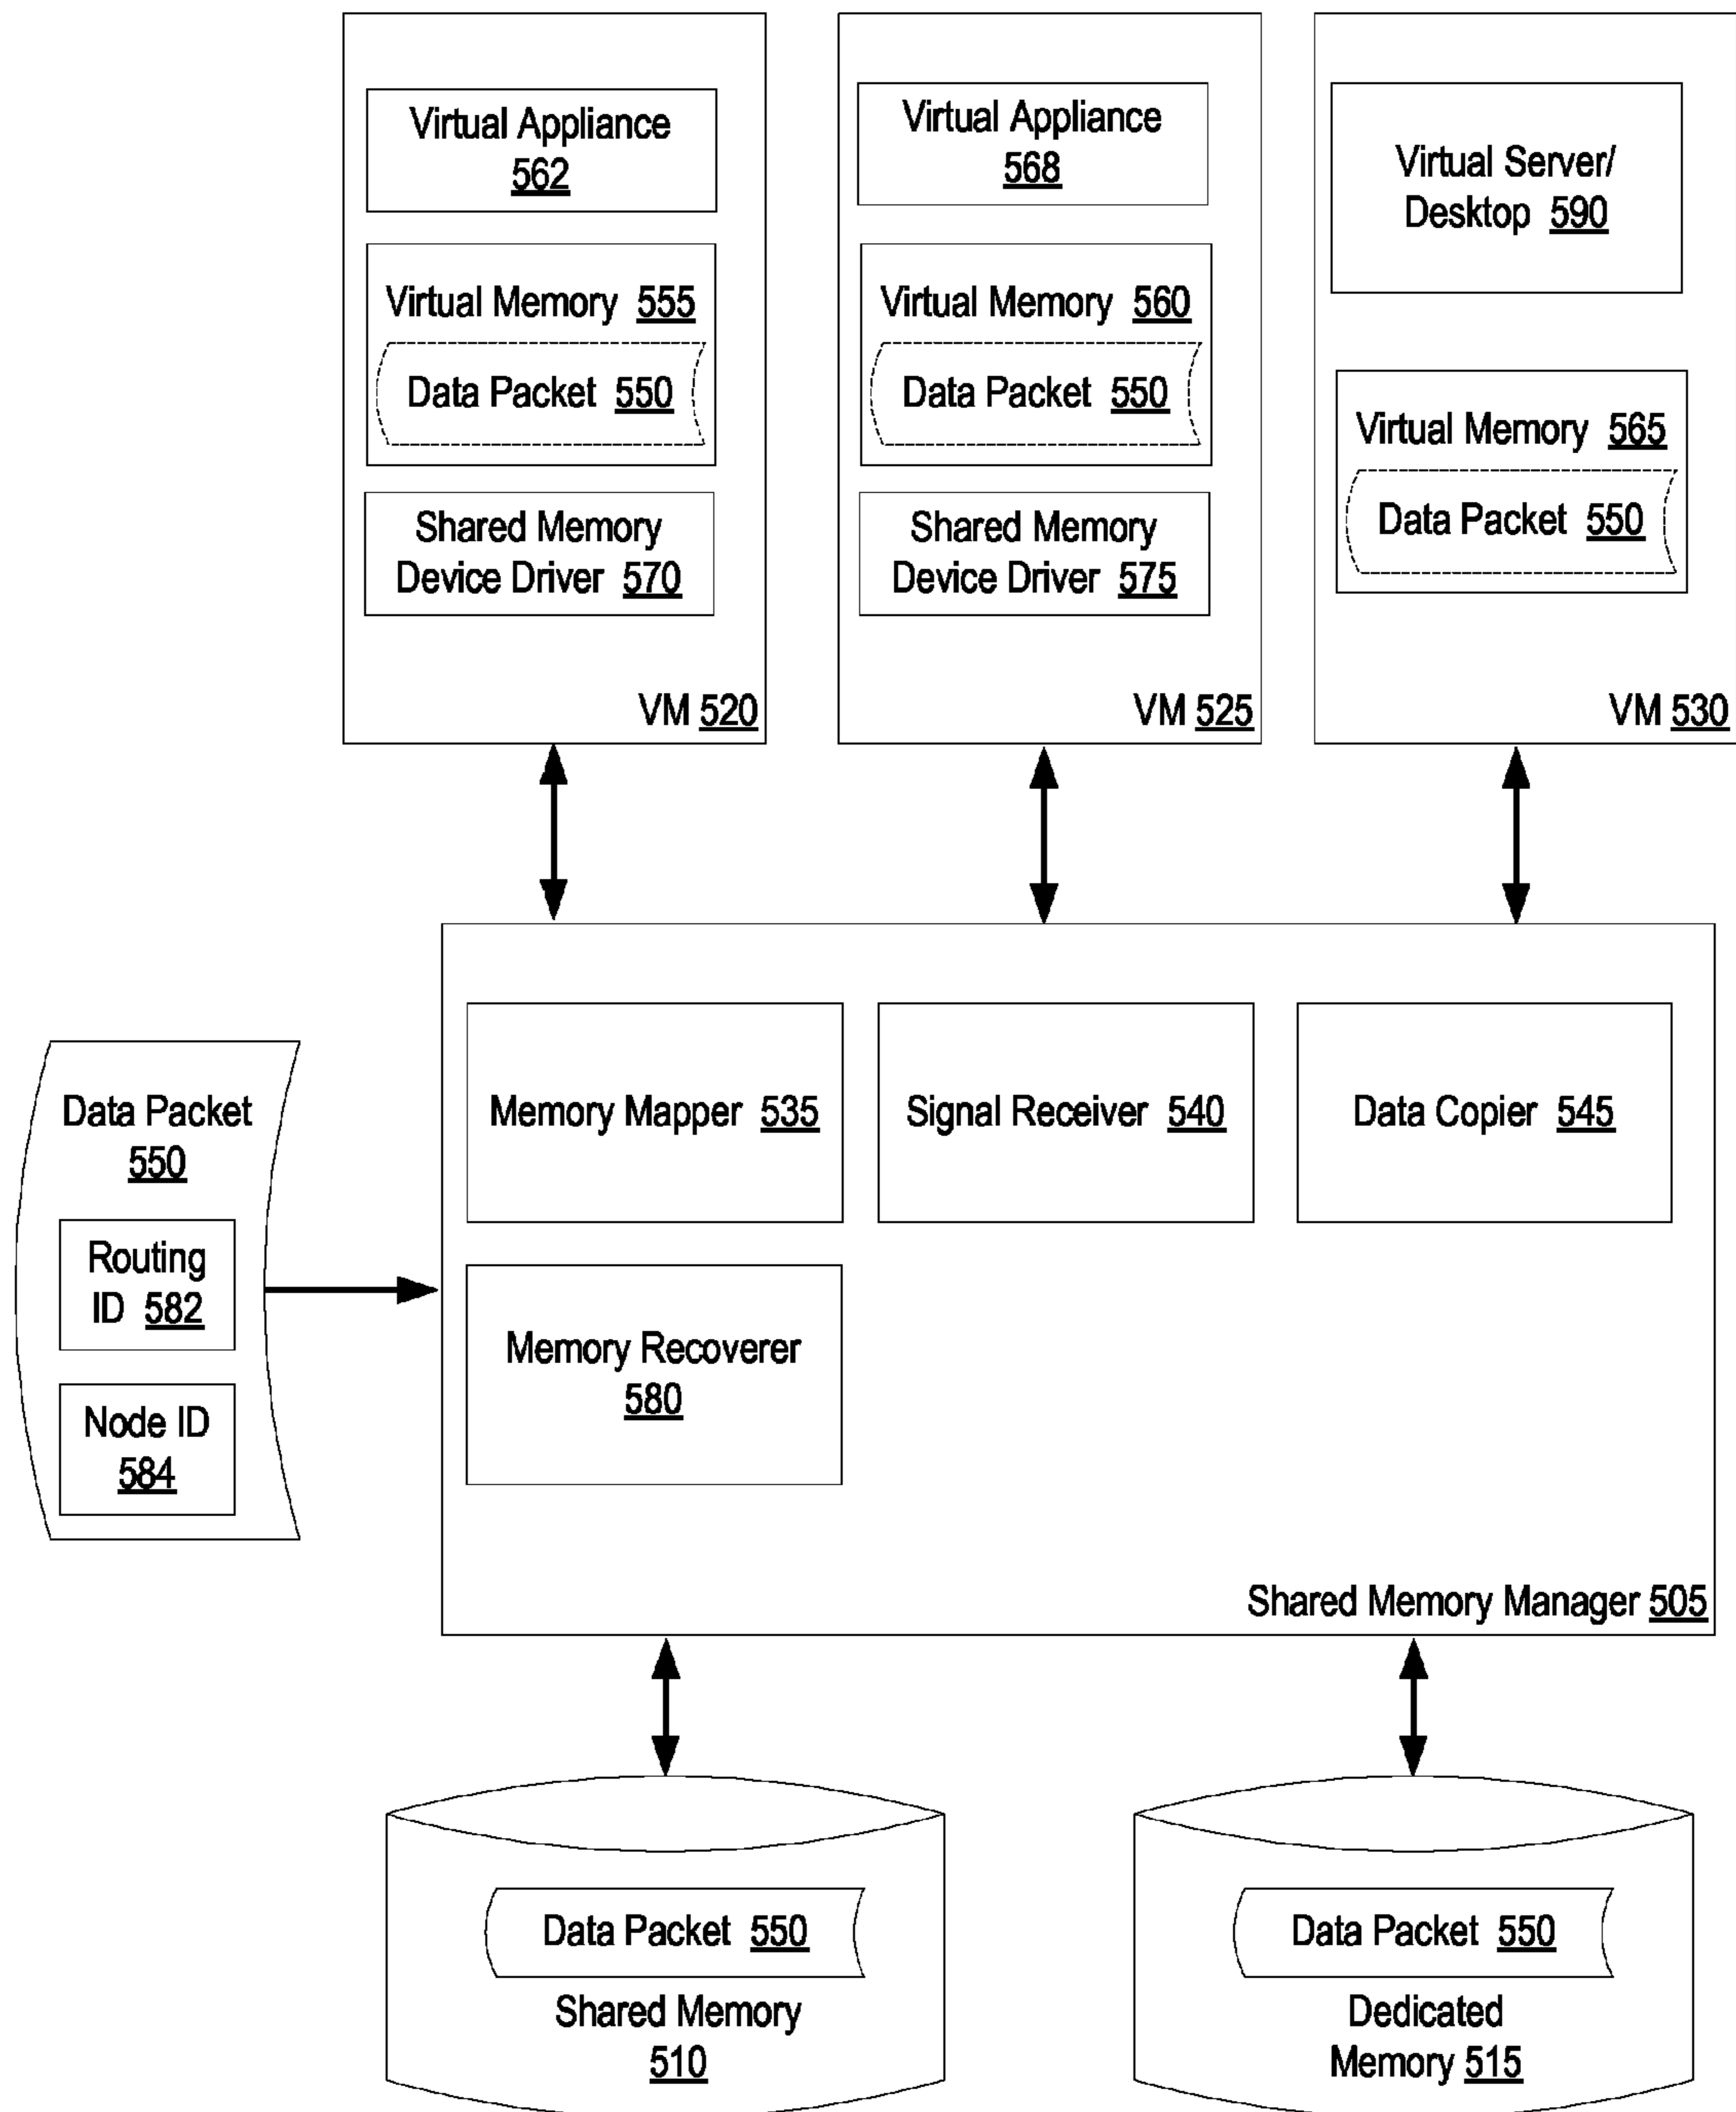 Virtual Appliance
562
Virtual Memory 555
Data Packet 550
Shared Memory
Device Driver 570
VM 520
Virtual Appliance
568
Virtual Memory 560
Data Packet 550
Shared Memory
Device Driver 575
VM 525
Virtual Server/
Desktop 590
Virtual Memory 565
Data Packet 550
VM 530
Data Packet
550
Routing
ID 582
Node ID
584
Memory Mapper 535
Signal Receiver 540
Data Copier 545
Memory Recoverer
580
Shared Memory Manager 505
Data Packet 550
Shared Memory
510
Data Packet 550
Dedicated
Memory 515